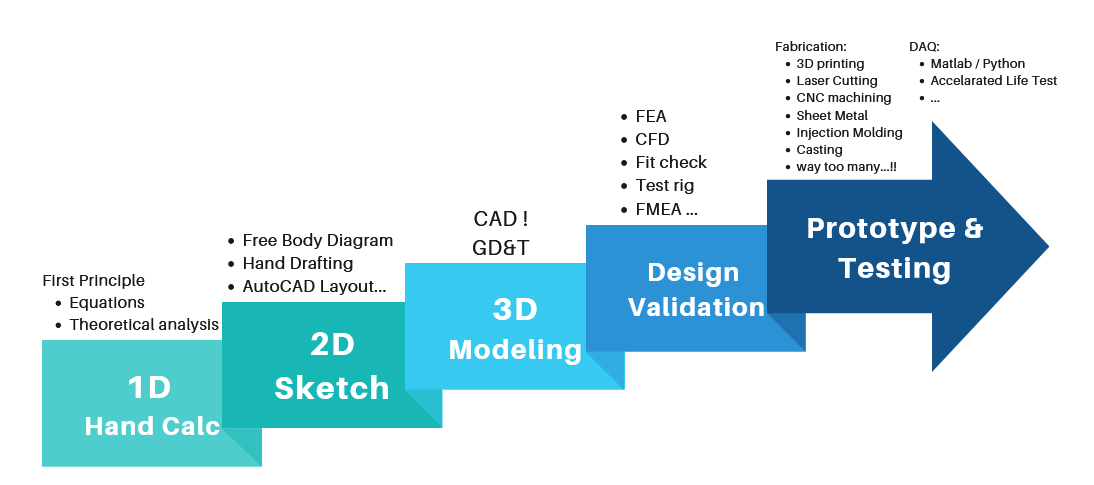 First Principle
• Equations
• Theoretical analysis
1D
Hand Calc
• Free Body Diagram
• Hand Drafting
• AutoCAD Layout...
2D
Sketch
CAD !
GD&T
3D
Modeling
• FEA
• CFD
• Fit check
• Test rig
• FMEA ...
Design
Validation
Fabrication:
• 3D printing
• Laser Cutting
• CNC machining
• Sheet Metal
• Injection Molding
• Casting
• way too many...!!
DAQ:
• Matlab / Python
• Accelarated Life Test
• ...
Prototype &
Testing